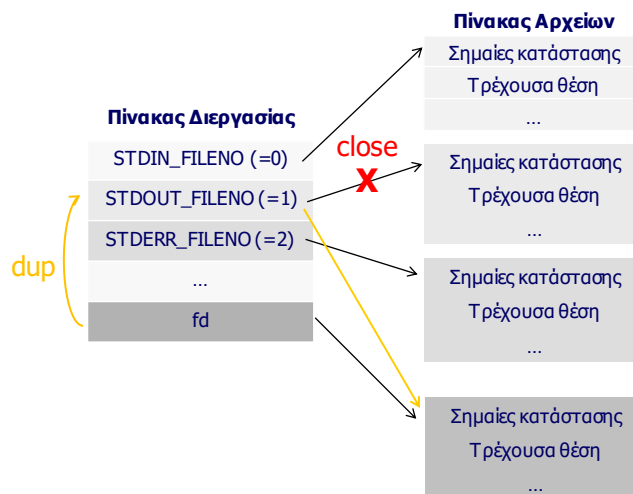 Πίνακας Αρχείων
Σημαίες κατάστασης
Τρέχουσα θέση
...
Πίνακας Διεργασίας
STDIN_FILENO (=0)
STDOUT_FILENO (=1)
STDERR_FILENO (=2)
...
fd
dup
close
X
Σημαίες κατάστασης
Τρέχουσα θέση
...
Σημαίες κατάστασης
Τρέχουσα θέση
...
Σημαίες κατάστασης
Τρέχουσα θέση
...